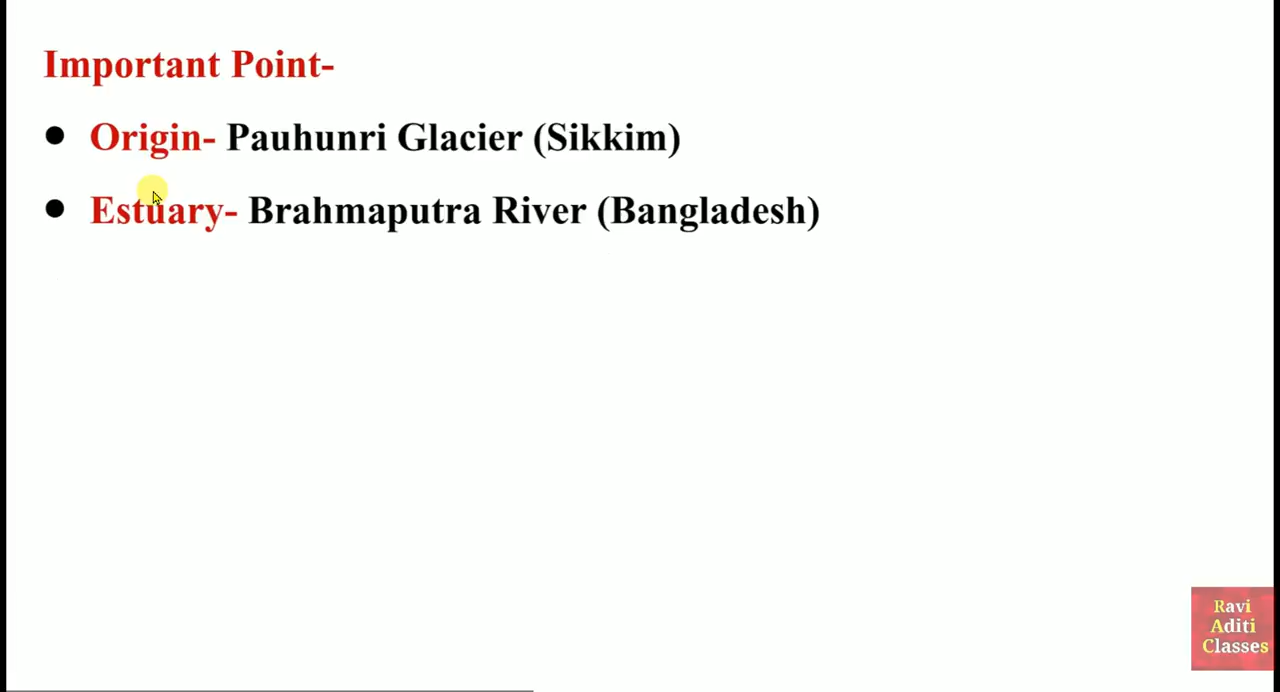 Important Point-
● Origin- Pauhunri Glacier (Sikkim)
● Estuary- Brahmaputra River (Bangladesh)
Ravi
Aditi
Classes